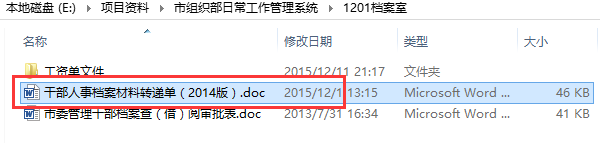 本地磁盘 (E:) › 项目资料 › 市组织部日常工作管理系统 › 1201档案室
名称 修改日期 类型 大小
工资单文件 2015/12/11 21:17 文件夹
干部人事档案材料转递单（2014版）.doc 2015/12/1 13:15 Microsoft Word ... 46 KB
市委管理干部档案查（借）阅审批表.doc 2013/7/31 16:34 Microsoft Word ... 41 KB